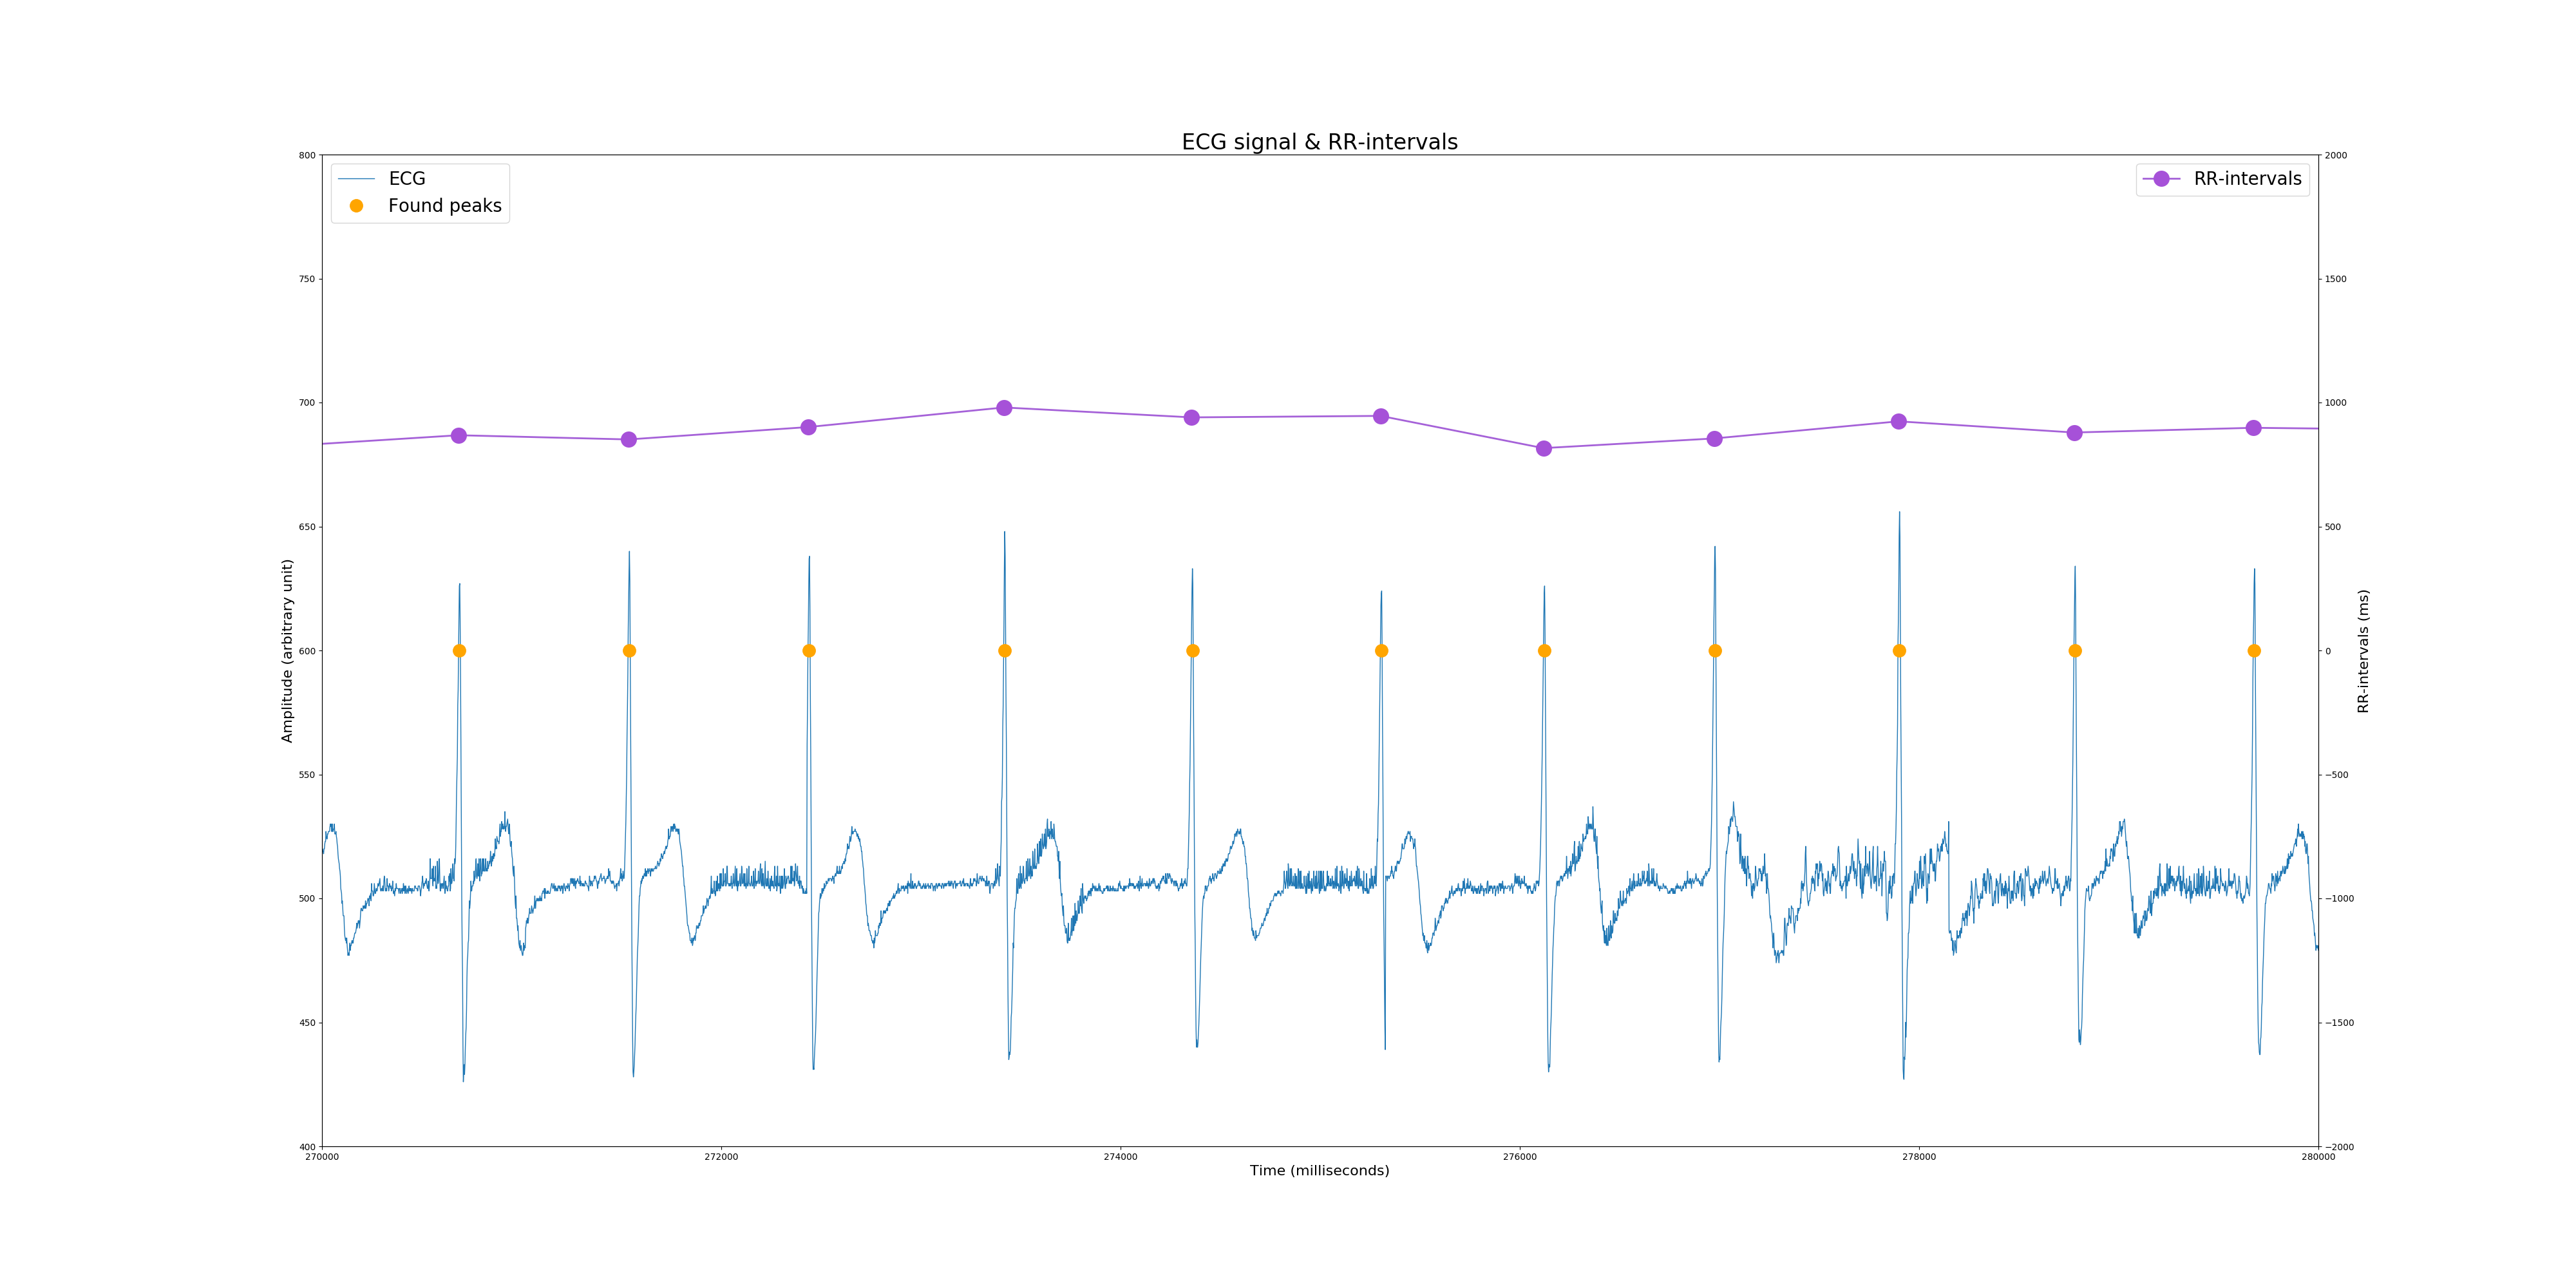 ECG signal & RR-intervals
ECG
Found peaks
RR-intervals
800
750
700
650
600
550
500
450
400
Amplitude (arbitrary unit)
2000
1500
1000
500
0
−500
−1000
−1500
−2000
RR-intervals (ms)
270000 272000 274000 276000 278000 280000
Time (milliseconds)